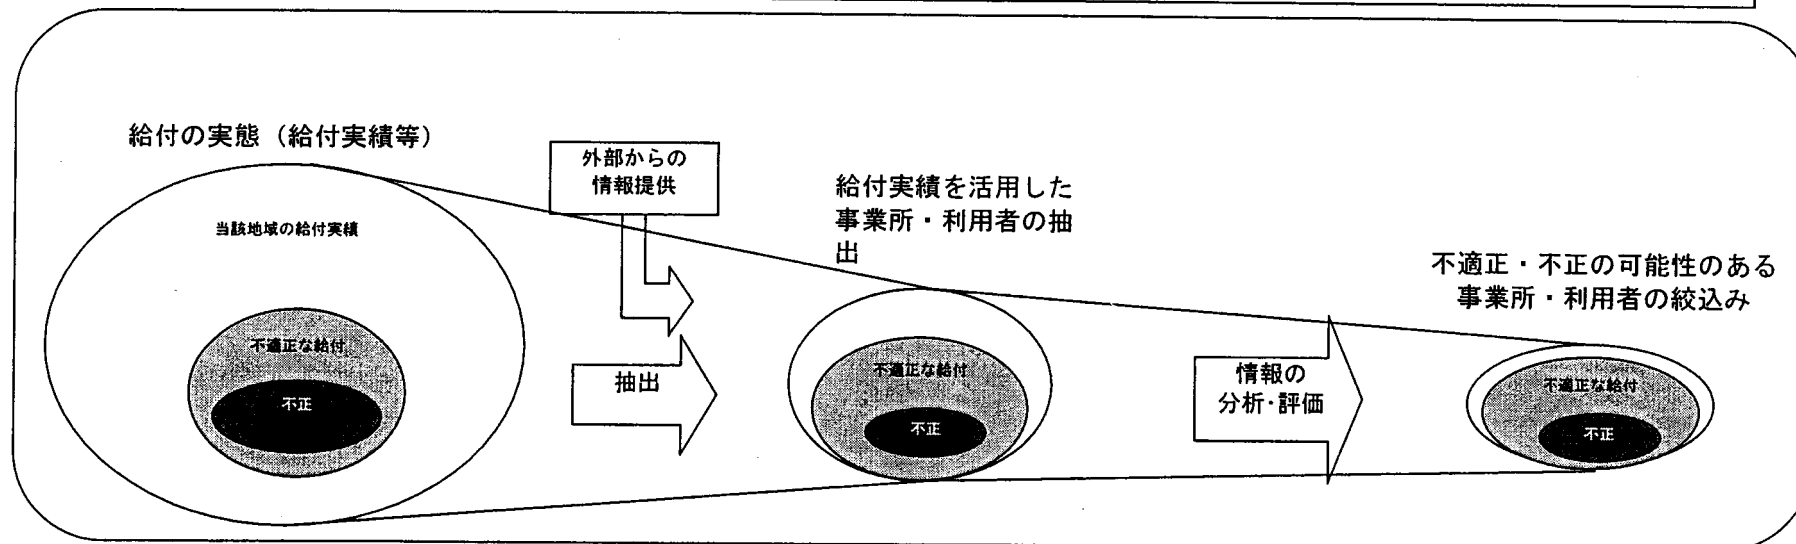 給付の実態（給付実績等）
当該地域の給付実績
不適正な給付
不正
外部からの
情報提供
抽出
給付実績を活用した
事業所・利用者の抽
出
不適正な給付
不正
情報の
分析・評価
不適正・不正の可能性のある
事業所・利用者の絞込み
不適正な給付
不正